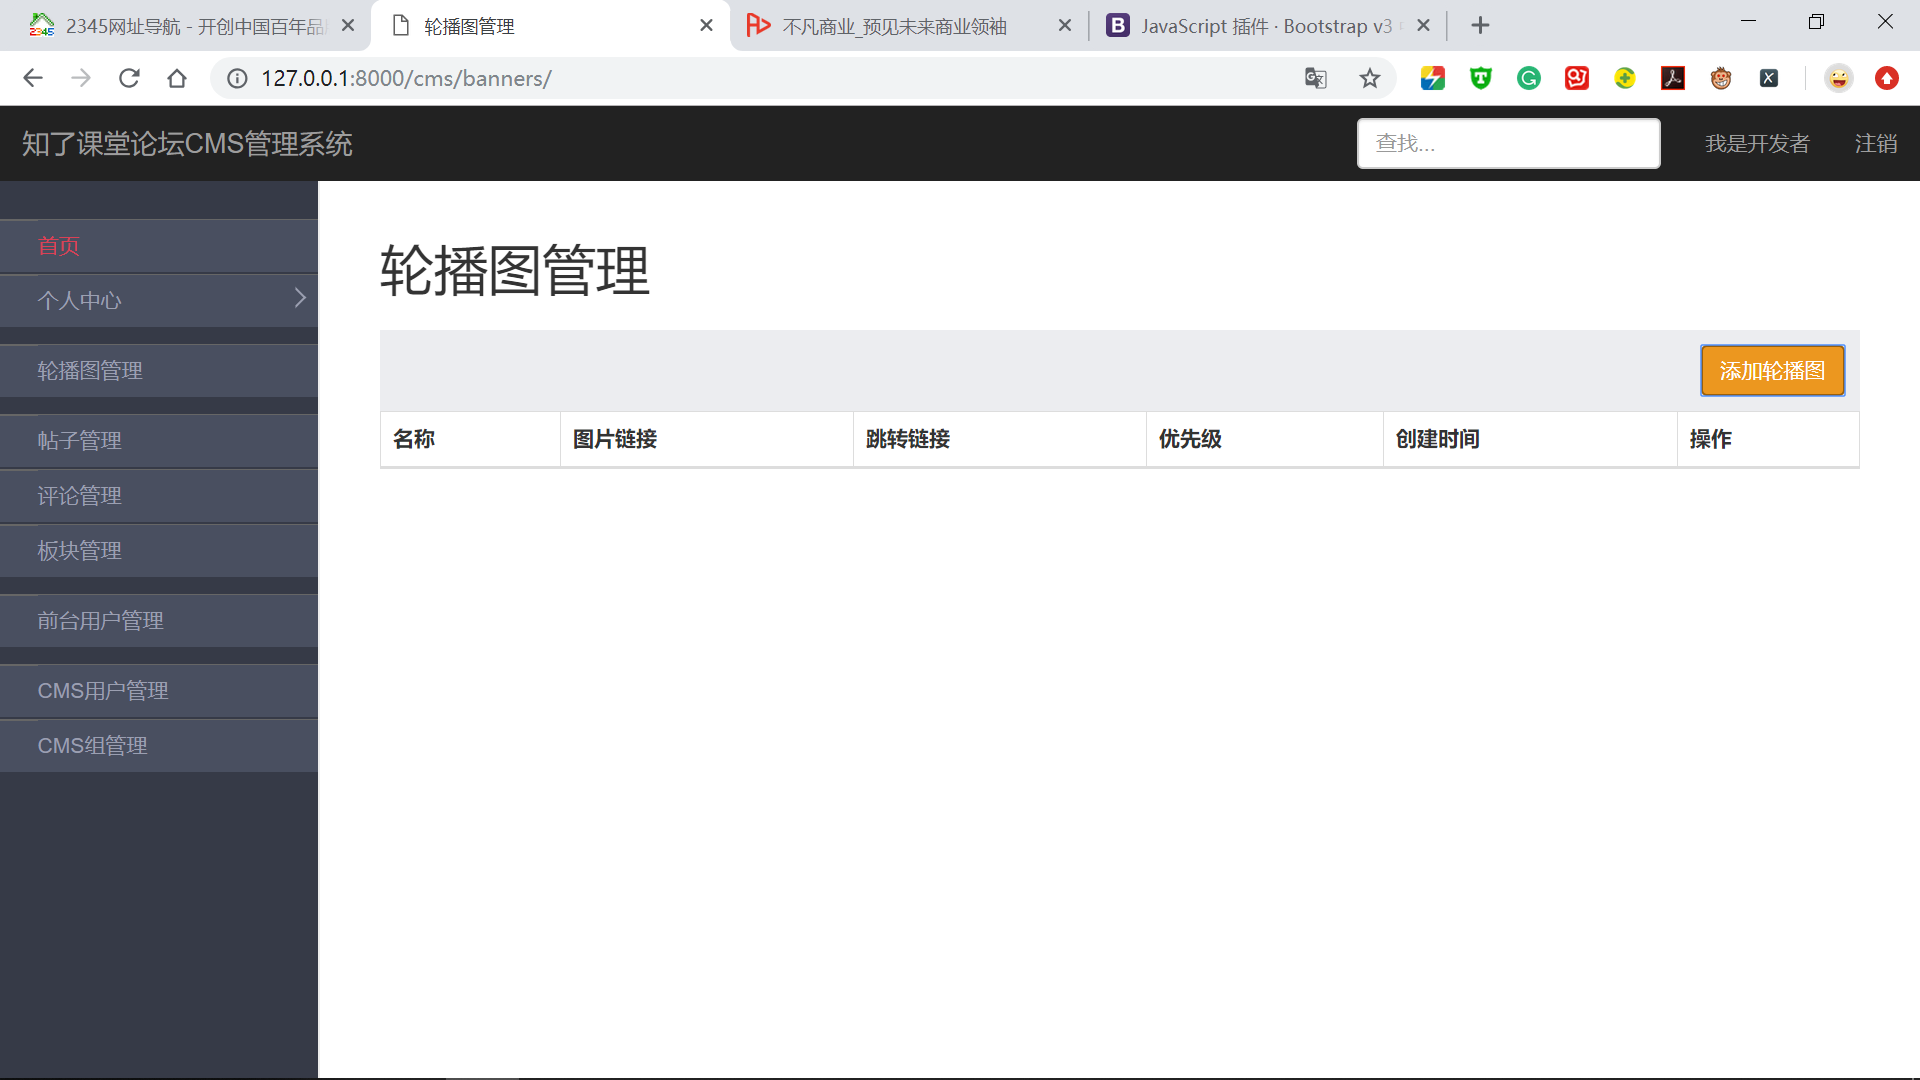 2345网址导航 - 开创中国百年品
轮播图管理
不凡商业_预见未来商业领袖
JavaScript 插件 · Bootstrap v3
127.0.0.1:8000/cms/banners/
知了课堂论坛CMS管理系统
查找...
我是开发者
注销
首页
个人中心
轮播图管理
帖子管理
评论管理
板块管理
前台用户管理
CMS用户管理
CMS组管理
轮播图管理
添加轮播图
名称
图片链接
跳转链接
优先级
创建时间
操作